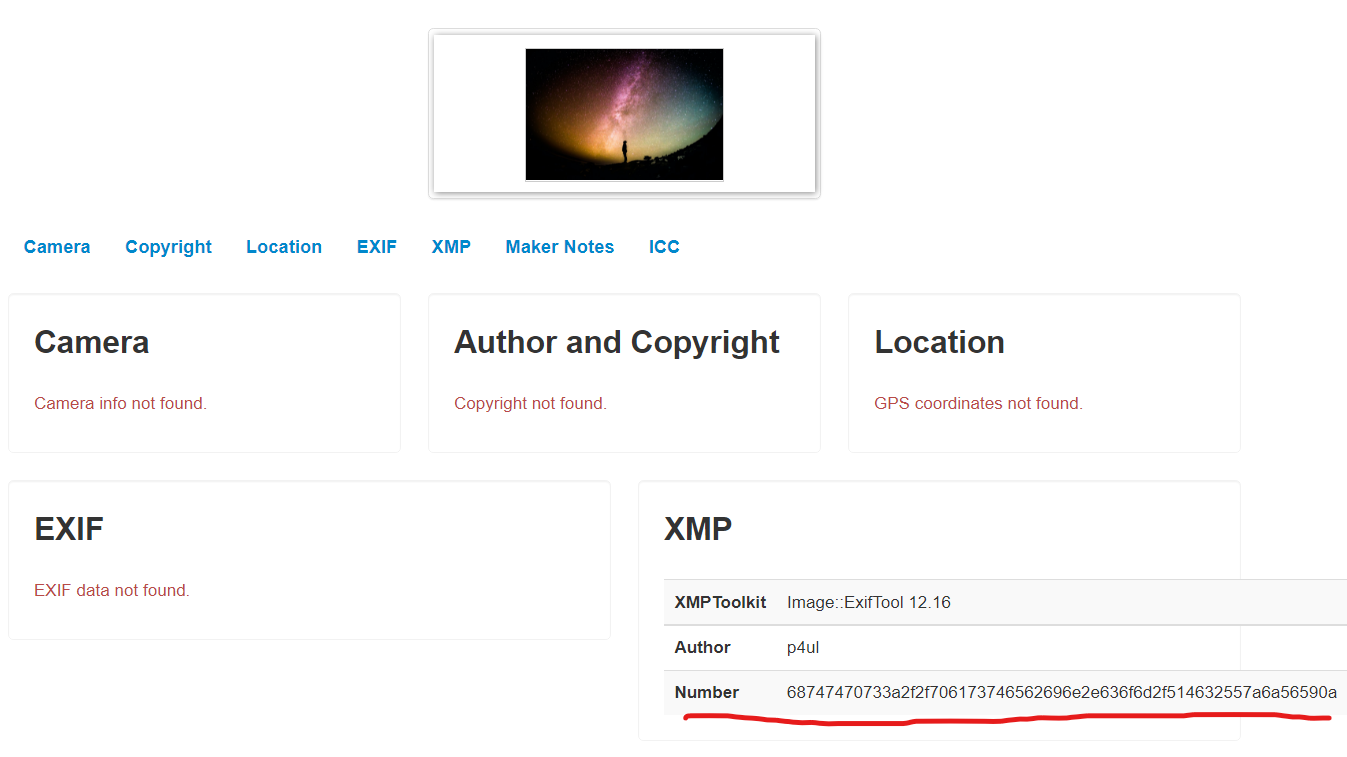 Camera Copyright Location EXIF XMP Maker Notes ICC
Camera
Camera info not found.
Author and Copyright
Copyright not found.
Location
GPS coordinates not found.
EXIF
EXIF data not found.
XMP
XMPToolkit Image::ExifTool 12.16
Author p4ul
Number 68747470733a2f2f706173746562696e2e636f6d2f514632557a6a56590a